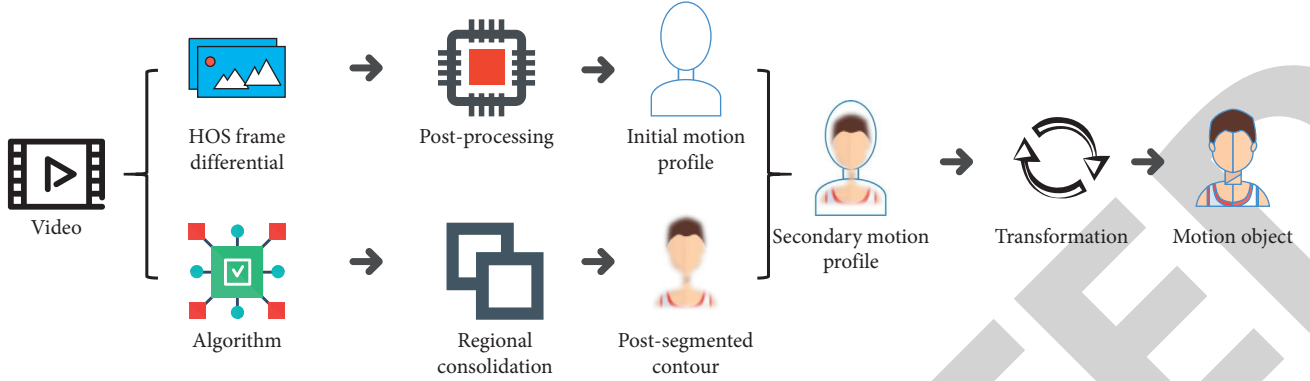 Video
HOS frame
differential
Post-processing
Initial motion
profile
Algorithm
Regional
consolidation
Post-segmented
contour
Secondary motion
profile
Transformation
Motion object